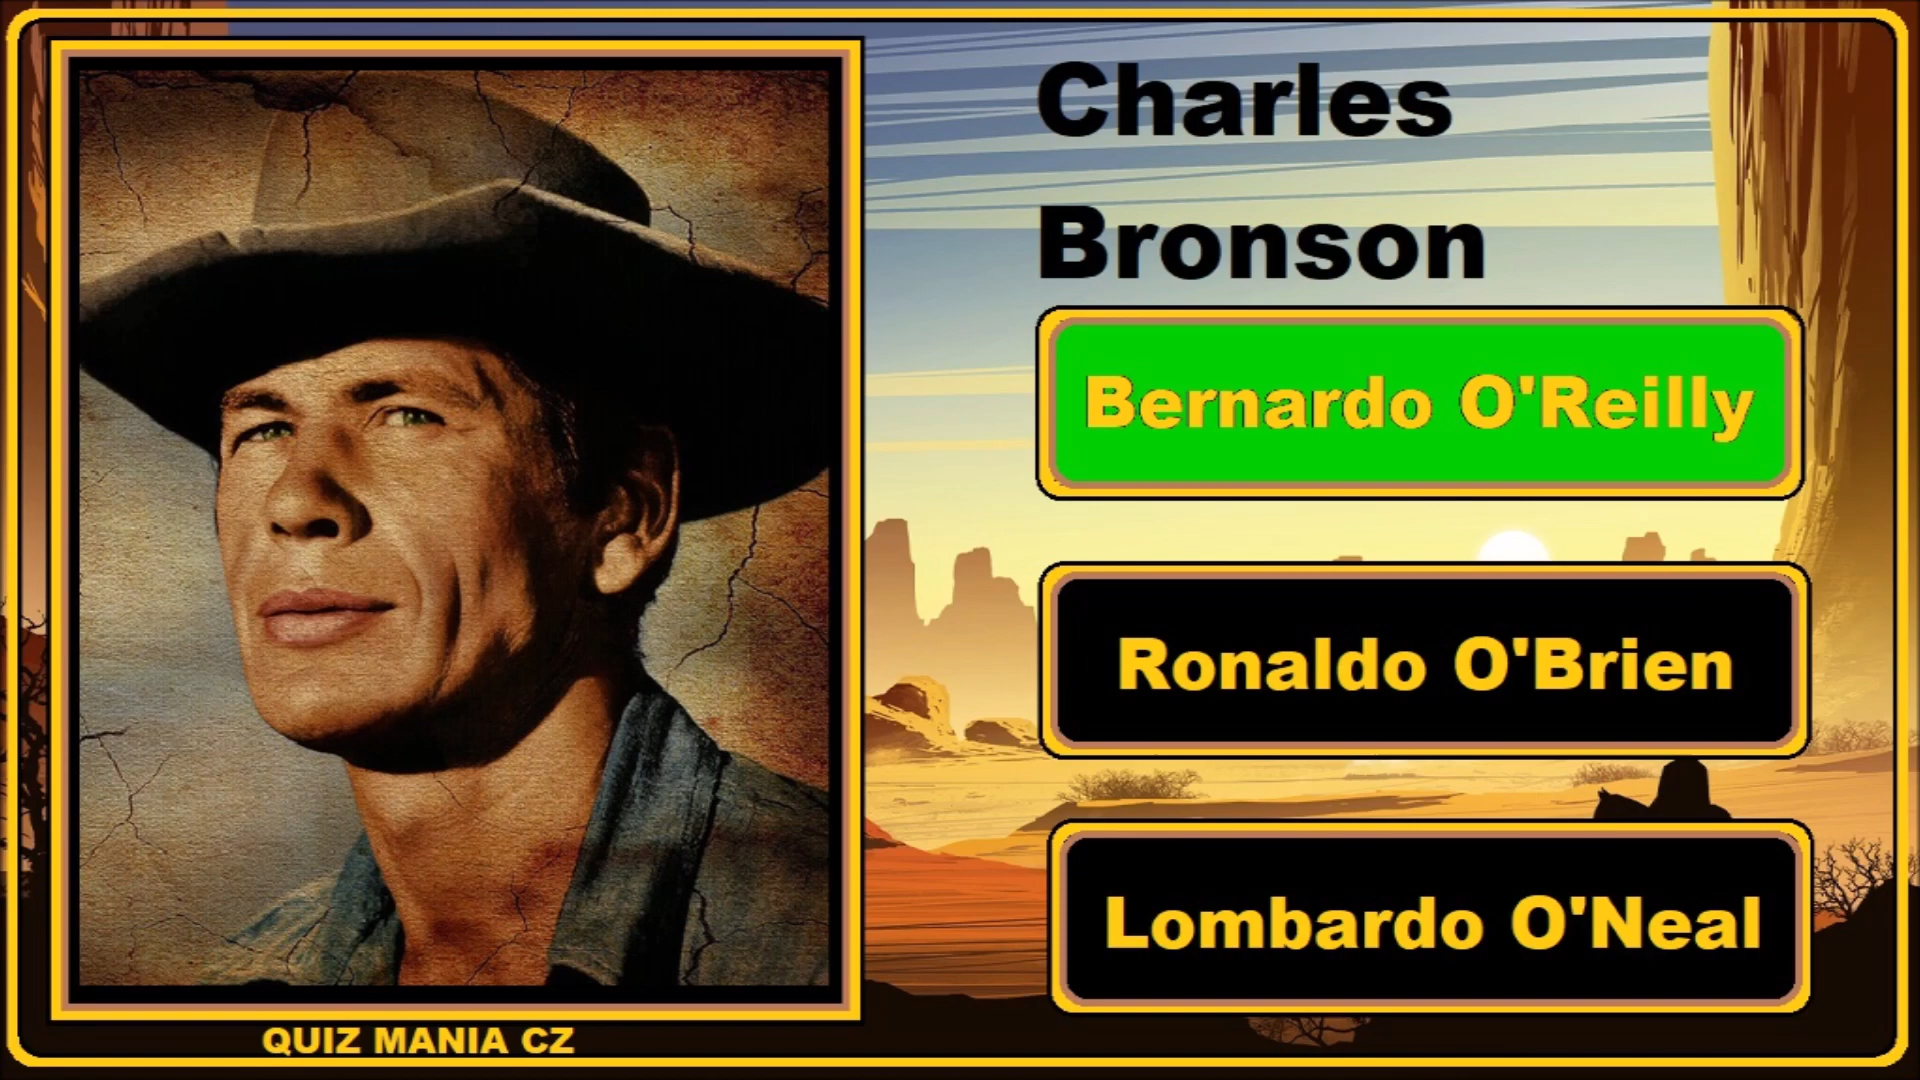 Charles
Bronson
Bernardo O'Reilly
Ronaldo O'Brien
Lombardo O'Neal
QUIZ MANIA CZ